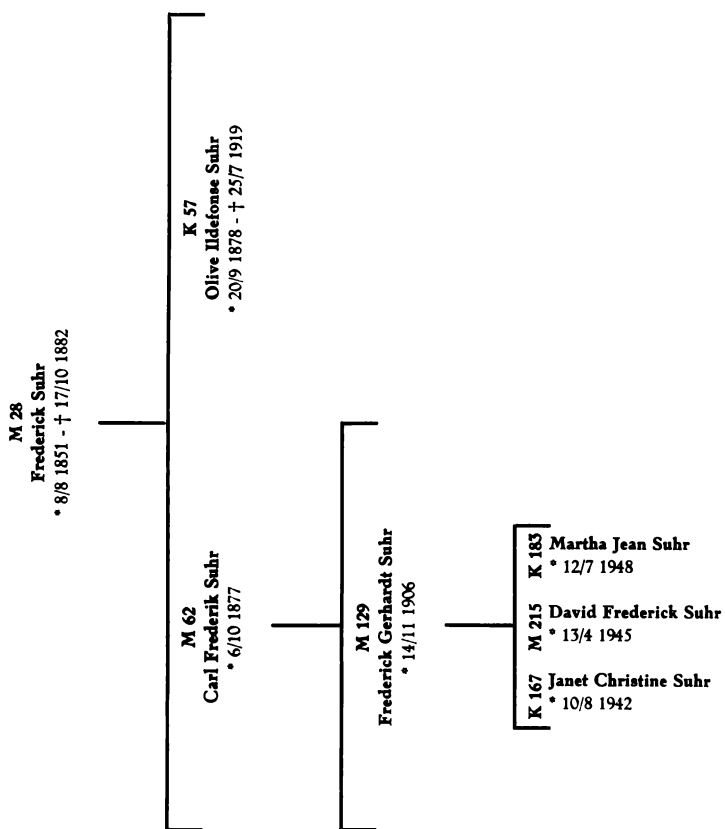 M 28
Frederick Suhr
* 8/8 1851 - † 17/10 1882
M 62
Carl Frederik Suhr
* 6/10 1877
K 57
Olive Ildefonse Suhr
* 20/9 1878 - † 25/7 1919
M 129
Frederick Gerhardt Suhr
* 14/11 1906
K 167
Janet Christine Suhr
* 10/8 1942
M 215
David Frederick Suhr
* 13/4 1945
K 183
Martha Jean Suhr
* 12/7 1948